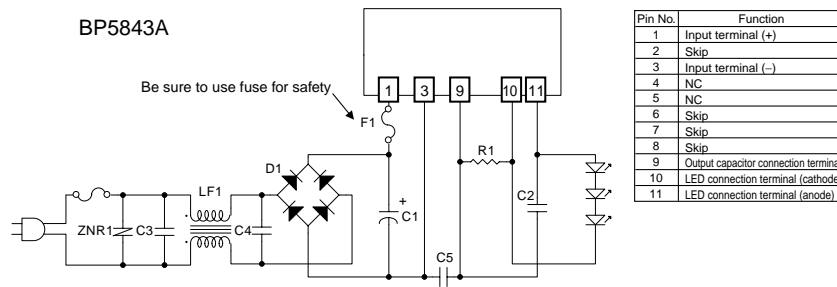 BP5843A
Be sure to use fuse for safety
F1
1
3
9
10
11
R1
D1
LF1
ZNR1
C3
C4
+
C1
C2
C5
Pin No. Function
1 Input terminal (+)
2 Skip
3 Input terminal (−)
4 NC
5 NC
6 Skip
7 Skip
8 Skip
9 Output capacitor connection termina
10 LED connection terminal (cathode
11 LED connection terminal (anode)